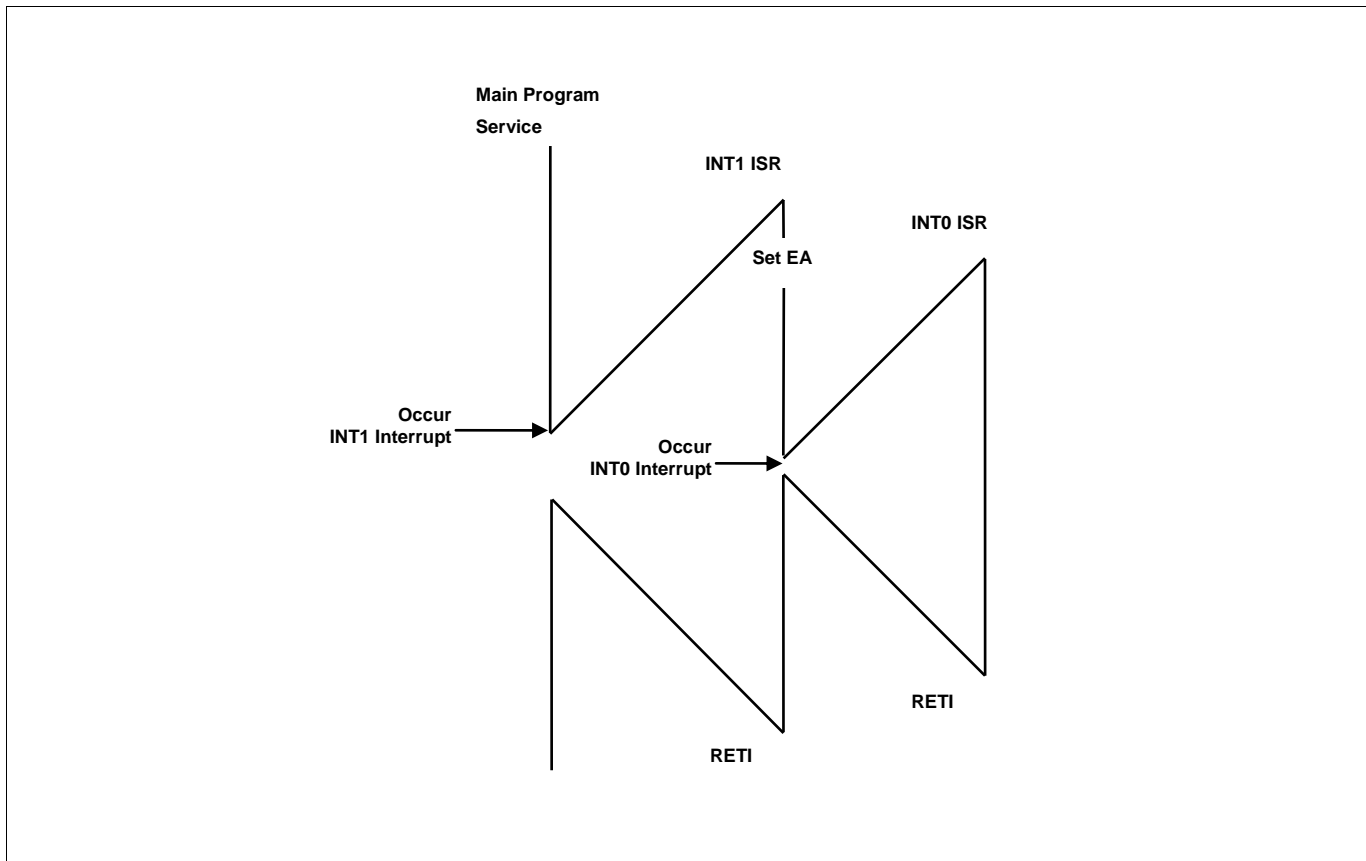 Main Program
Service
INT1 ISR
INT0 ISR
Set EA
Occur
INT1 Interrupt
Occur
INT0 Interrupt
RETI
RETI